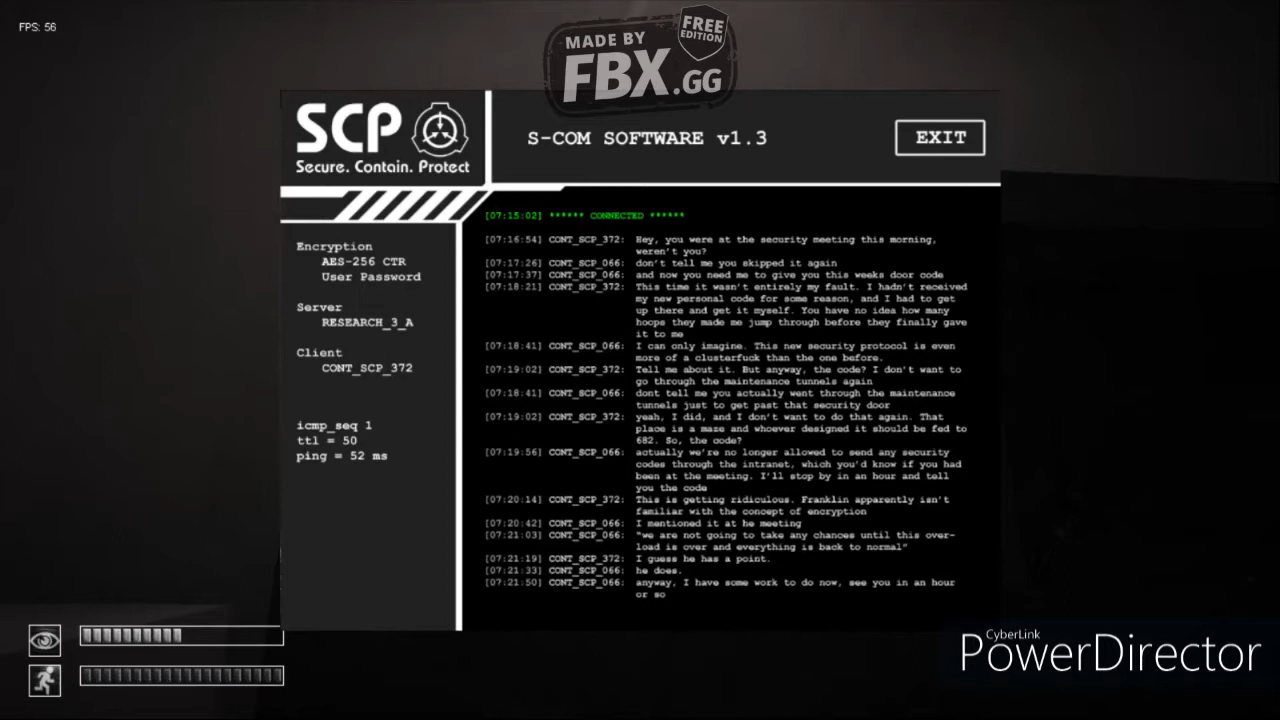 FPS: 56
MADE BY
FREE
EDITION
FBX.GG
SCP
Secure. Contain. Protect
S-COM SOFTWARE v1.3
EXIT
Encryption
AES-256 CTR
User Password
Server
RESEARCH_3_A
Client
CONT_SCP_372
icmp_seq 1
ttl = 50
ping = 52 ms
[07:15:02] ****** CONNECTED ******
[07:16:54] CONT_SCP_372: Hey, you were at the security meeting this morning,
weren't you?
[07:17:26] CONT_SCP_066: don't tell me you skipped it again
[07:17:37] CONT_SCP_066: and now you need me to give you this weeks door code
[07:18:21] CONT_SCP_372: This time it wasn't entirely my fault. I hadn't received
my new personal code for some reason, and I had to get
up there and get it myself. You have no idea how many
hoops they made me jump through before they finally gave
it to me
[07:18:41] CONT_SCP_066: I can only imagine. This new security protocol is even
more of a clusterfuck than the one before.
[07:19:02] CONT_SCP_372: Tell me about it. But anyway, the code? I don't want to
go through the maintenance tunnels again
[07:18:41] CONT_SCP_066: dont tell me you actually went through the maintenance
tunnels just to get past that security door
[07:19:02] CONT_SCP_372: yeah, I did, and I don't want to do that again. That
place is a maze and whoever designed it should be fed to
682. So, the code?
[07:19:56] CONT_SCP_066: actually we're no longer allowed to send any security
codes through the intranet, which you'd know if you had
been at the meeting. I'll stop by in an hour and tell
you the code
[07:20:14] CONT_SCP_372: This is getting ridiculous. Franklin apparently isn't
familiar with the concept of encryption
[07:20:42] CONT_SCP_066: I mentioned it at he meeting
[07:21:03] CONT_SCP_066: "we are not going to take any chances until this over-
load is over and everything is back to normal"
[07:21:19] CONT_SCP_372: I guess he has a point.
[07:21:33] CONT_SCP_066: he does.
[07:21:50] CONT_SCP_066: anyway, I have some work to do now, see you in an hour
or so
CyberLink
PowerDirector